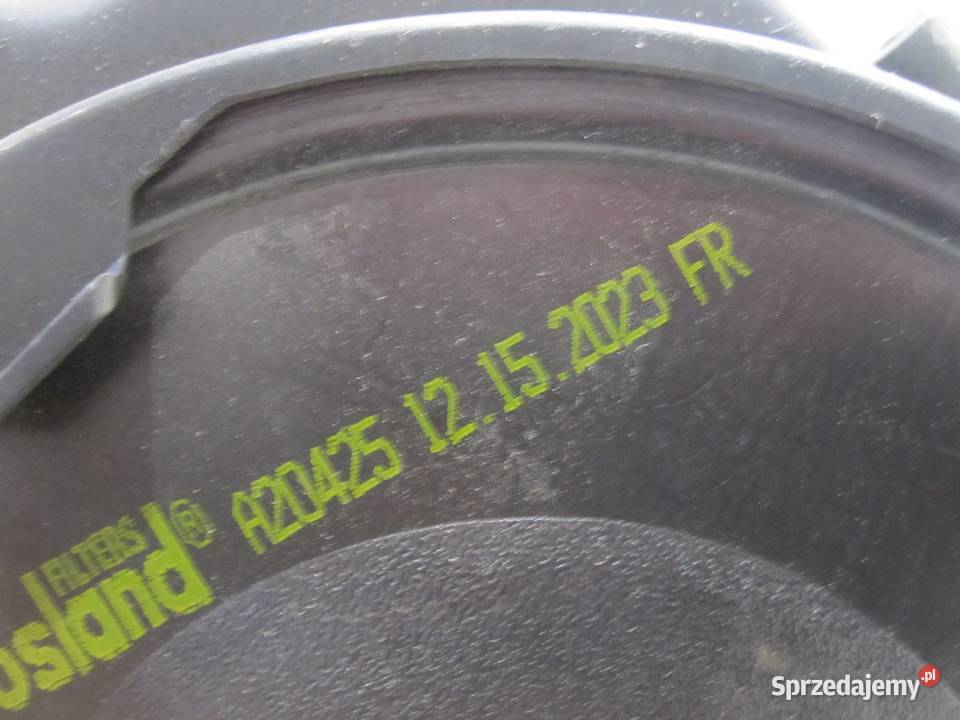 FILTERS
osland® A20425 12.15.2023 FR
Sprzedajemy.pl